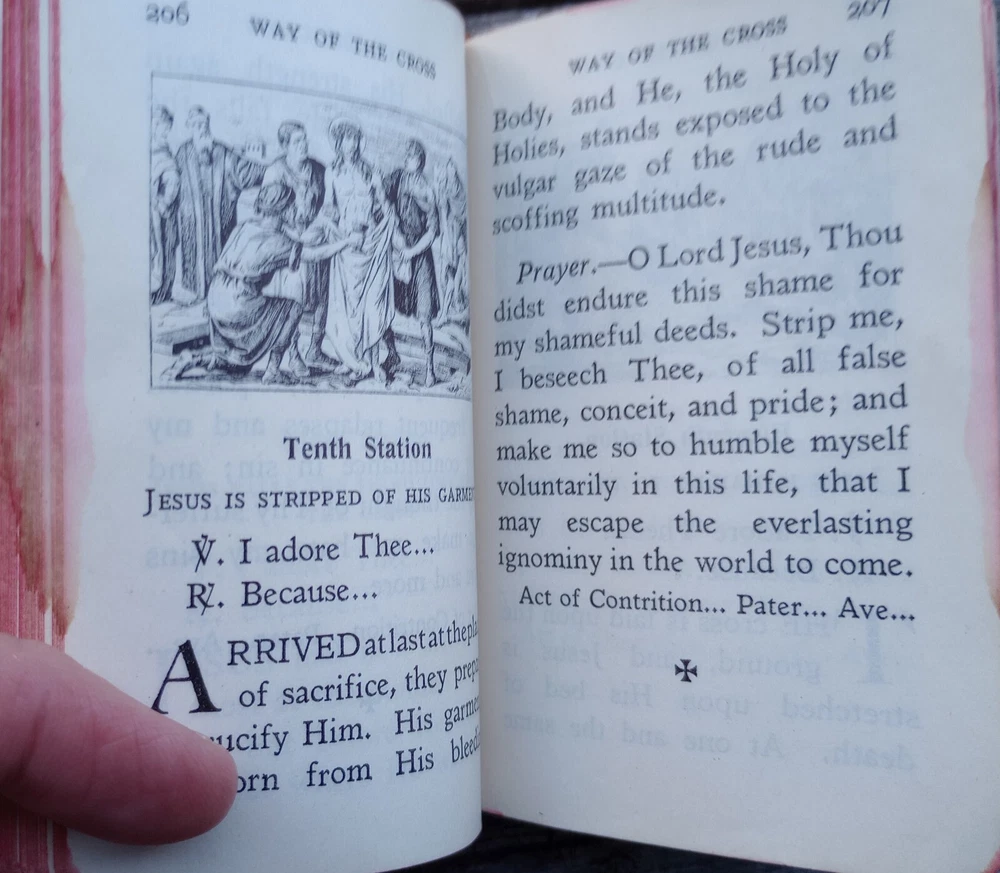 206
WAY OF THE CROSS
Tenth Station
JESUS IS STRIPPED OF HIS
℣. I adore Thee...
℟. Because...
ARRIVED at last at the
of sacrifice, they
Him. His
from His
207
WAY OF THE CROSS
Body, and He, the Holy of
Holies, stands exposed to the
vulgar gaze of the rude and
scoffing multitude.
Prayer.—O Lord Jesus, Thou
didst endure this shame for
my shameful deeds. Strip me,
I beseech Thee, of all false
shame, conceit, and pride; and
make me so to humble myself
voluntarily in this life, that I
may escape the everlasting
ignominy in the world to come.
Act of Contrition... Pater... Ave...
✠